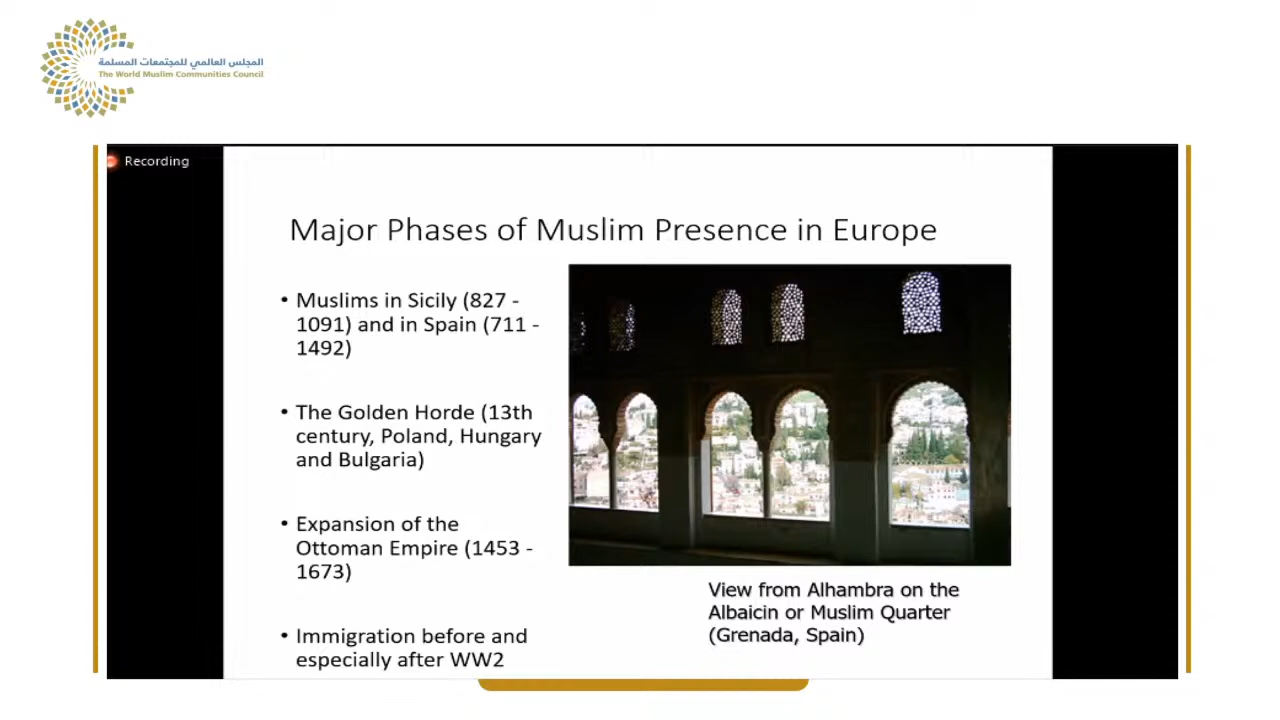 المجلس العالمي للمجتمعات المسلمة
The World Muslim Communities Council
Recording
Major Phases of Muslim Presence in Europe
• Muslims in Sicily (827 -
1091) and in Spain (711 -
1492)
• The Golden Horde (13th
century, Poland, Hungary
and Bulgaria)
• Expansion of the
Ottoman Empire (1453 -
1673)
• Immigration before and
especially after WW2
View from Alhambra on the
Albaicin or Muslim Quarter
(Grenada, Spain)